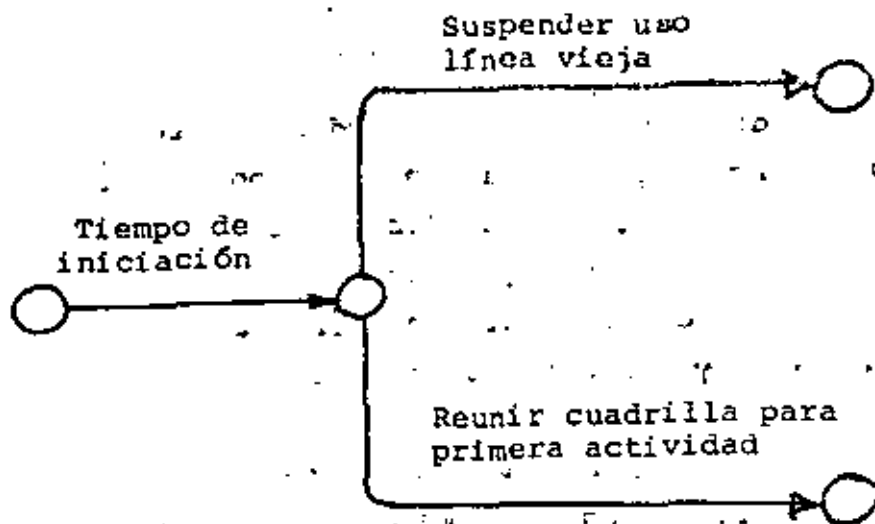 Suspender uso
línea vieja
Tiempo de
iniciación
Reunir cuadrilla para
primera actividad